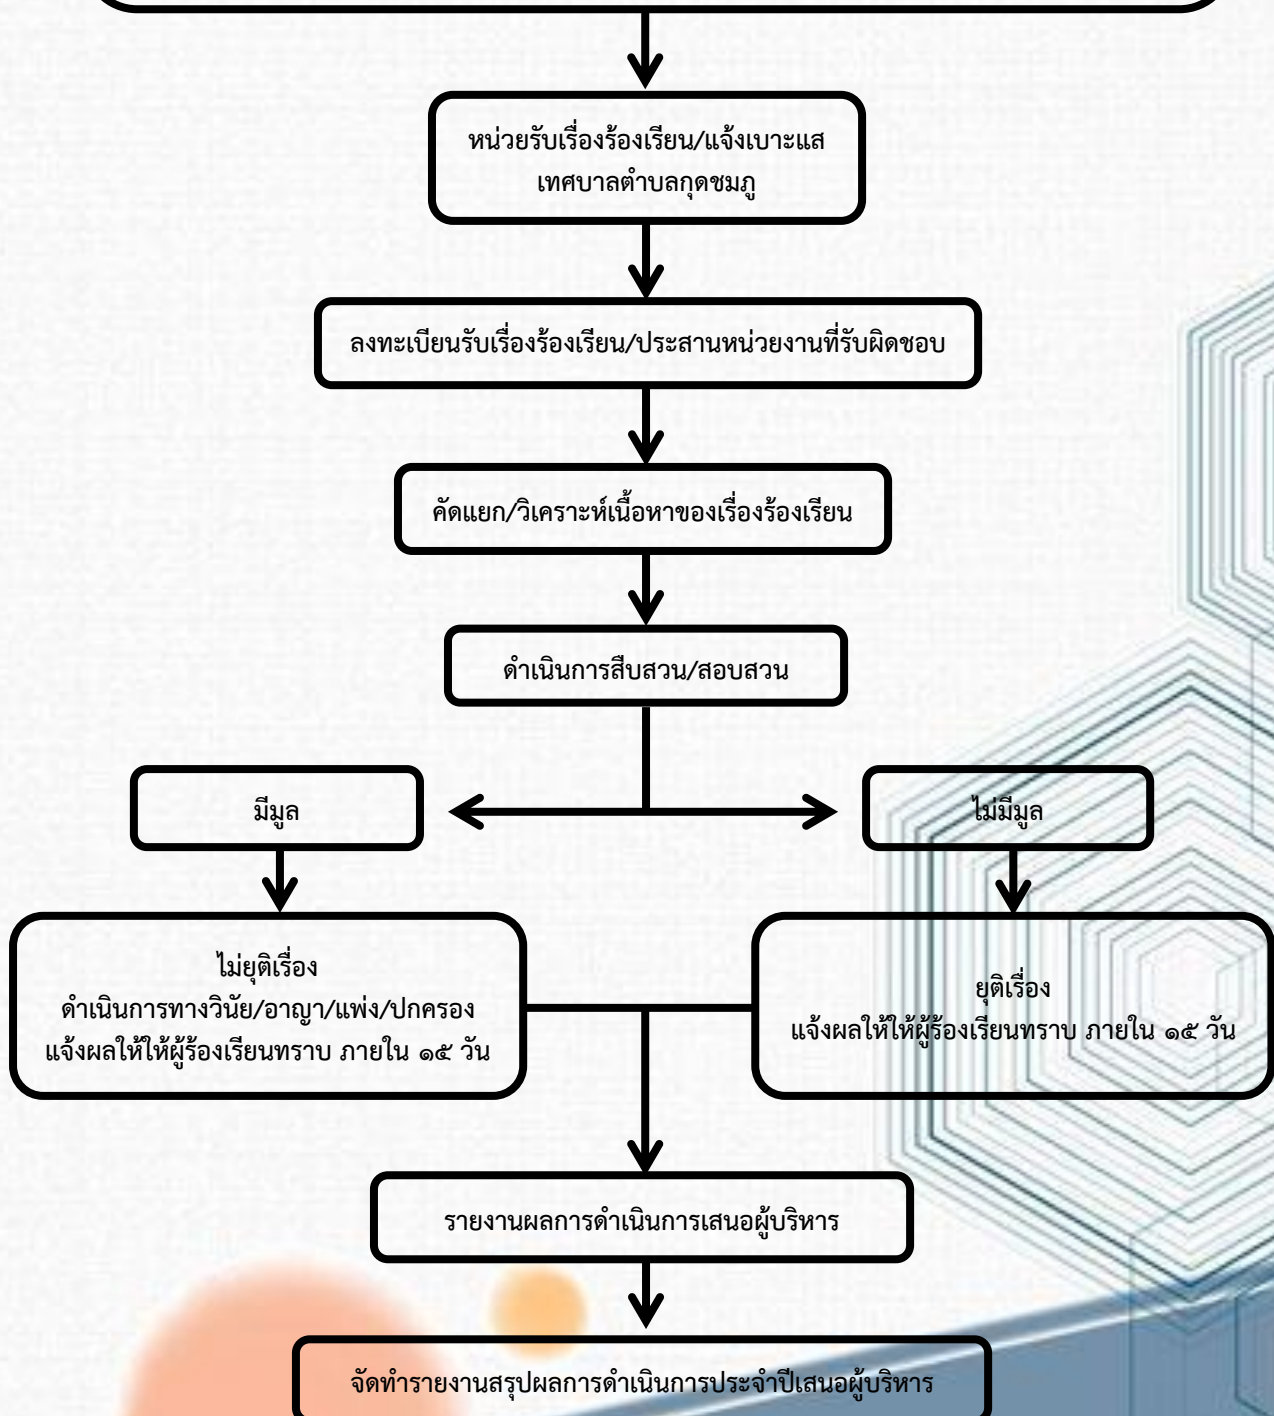 หน่วยรับเรื่องร้องเรียน/แจ้งเบาะแส
เทศบาลตำบลกุดชมภู
ลงทะเบียนรับเรื่องร้องเรียน/ประสานหน่วยงานที่รับผิดชอบ
คัดแยก/วิเคราะห์เนื้อหาของเรื่องร้องเรียน
ดำเนินการสืบสวน/สอบสวน
มีมูล
ไม่มีมูล
ไม่ยุติเรื่อง
ดำเนินการทางวินัย/อาญา/แพ่ง/ปกครอง
แจ้งผลให้ให้ผู้ร้องเรียนทราบ ภายใน ๑๕ วัน
ยุติเรื่อง
แจ้งผลให้ให้ผู้ร้องเรียนทราบ ภายใน ๑๕ วัน
รายงานผลการดำเนินการเสนอผู้บริหาร
จัดทำรายงานสรุปผลการดำเนินการประจำปีเสนอผู้บริหาร